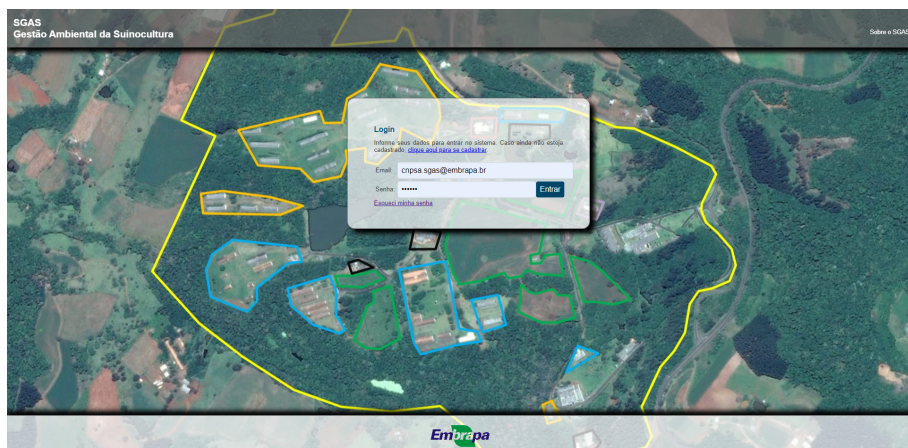 SGAS
Gestão Ambiental da Suinocultura
Sobre o SGAS
Login
Informe seus dados para entrar no sistema. Caso ainda não esteja
cadastrado, clique aqui para se cadastrar.
Email: cnpsa.sgas@embrapa.br
Senha: •••••• Entrar
Esqueci minha senha
Embrapa